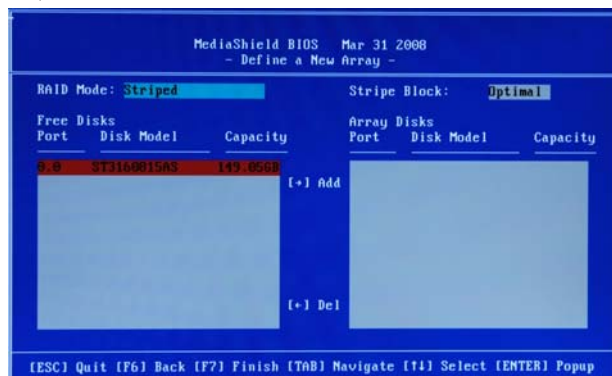 MediaShield BIOS Mar 31 2008
- Define a New Array -
RAID Mode: Striped Stripe Block: Optimal
Free Disks Array Disks
Port Disk Model Capacity Port Disk Model Capacity
0.0 ST3160815AS 149.05GB
[→] Add
[←] Del
[ESC] Quit [F6] Back [F7] Finish [TAB] Navigate [↑↓] Select [ENTER] Popup